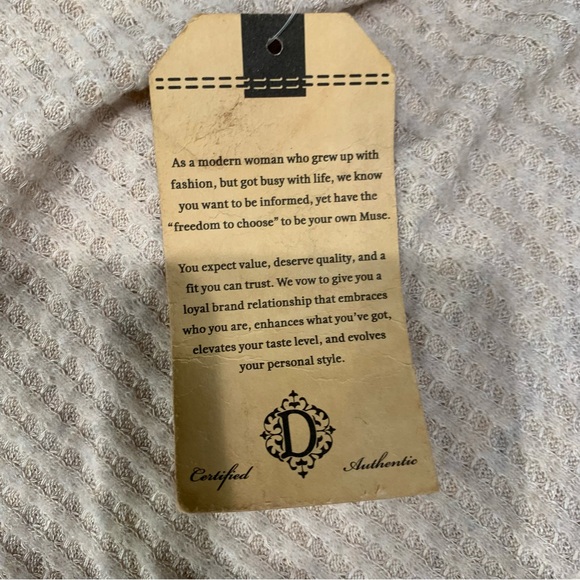 As a modern woman who grew up with
fashion, but got busy with life, we know
you want to be informed, yet have the
“freedom to choose” to be your own Muse.
You expect value, deserve quality, and a
fit you can trust. We vow to give you a
loyal brand relationship that embraces
who you are, enhances what you’ve got,
elevates your taste level, and evolves
your personal style.
D
Certified Authentic